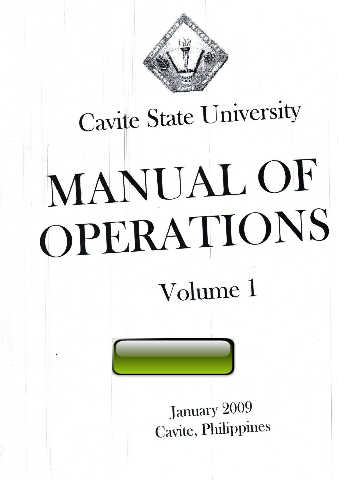 Cavite State University
MANUAL OF
OPERATIONS
Volume 1
January 2009
Cavite, Philippines